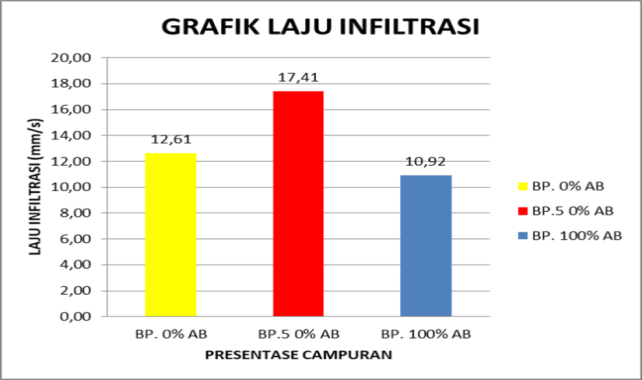 GRAFIK LAJU INFILTRASI
LAJU INFILTRASI (mm/s)
20,00
18,00
16,00
14,00
12,00
10,00
8,00
6,00
4,00
2,00
0,00
12,61
17,41
10,92
BP. 0% AB
BP.5 0% AB
BP. 100% AB
PRESENTASE CAMPURAN
BP. 0% AB
BP.5 0% AB
BP. 100% AB